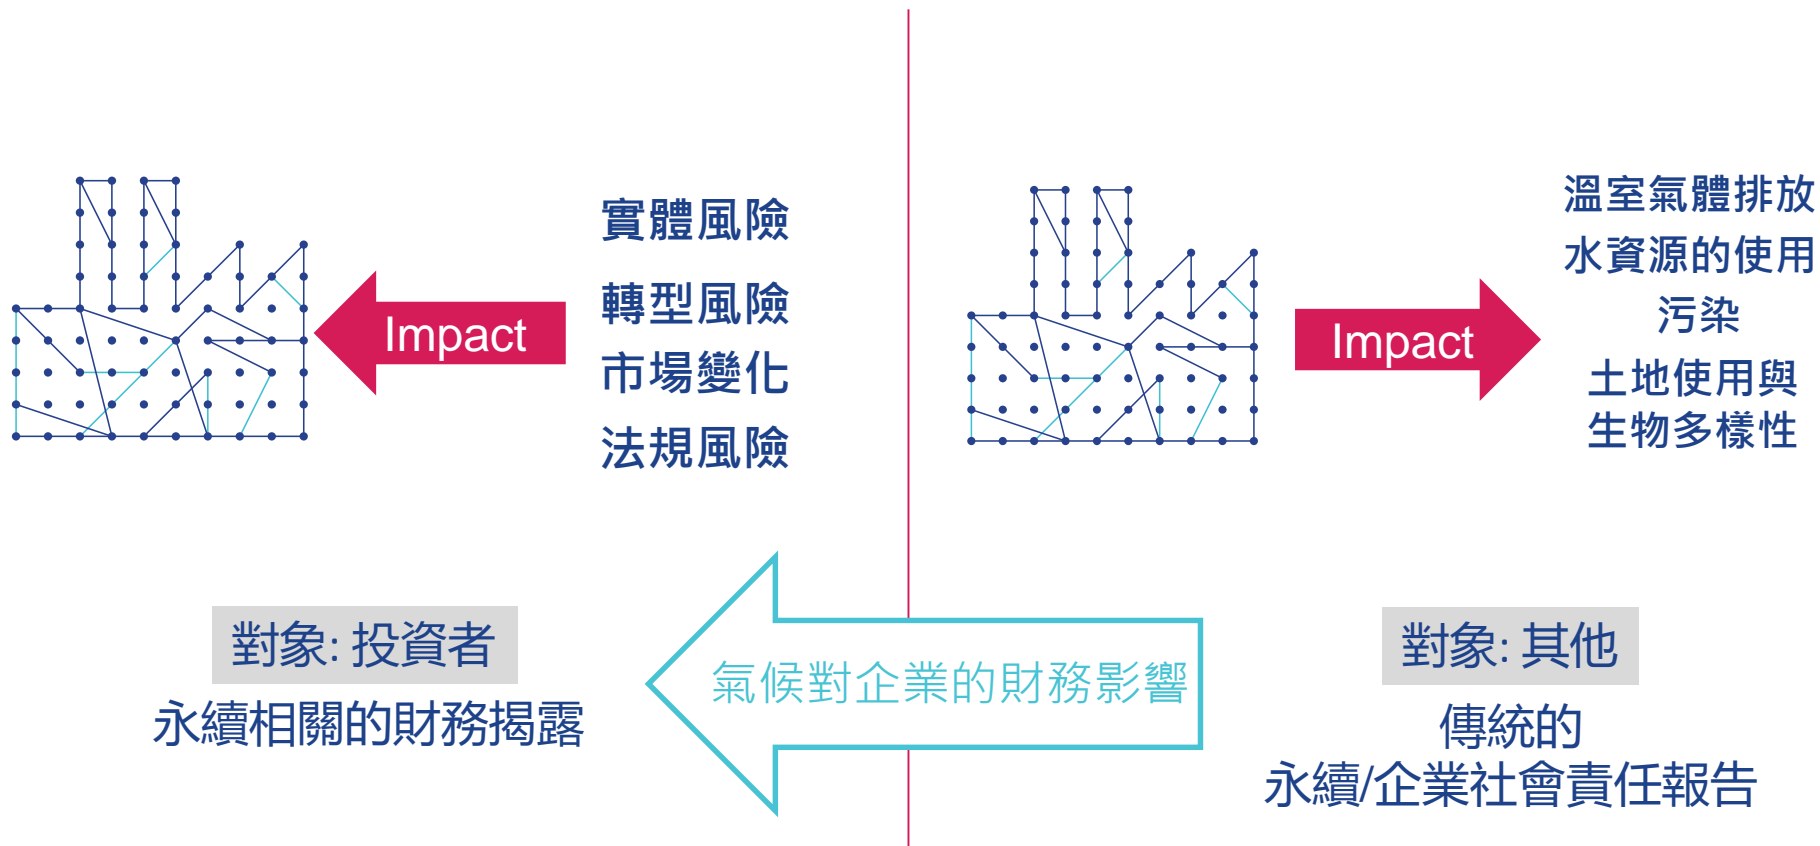 Impact
實體風險
轉型風險
市場變化
法規風險
Impact
溫室氣體排放
水資源的使用
污染
土地使用與
生物多樣性
對象: 投資者
永續相關的財務揭露
氣候對企業的財務影響
對象: 其他
傳統的
永續/企業社會責任報告